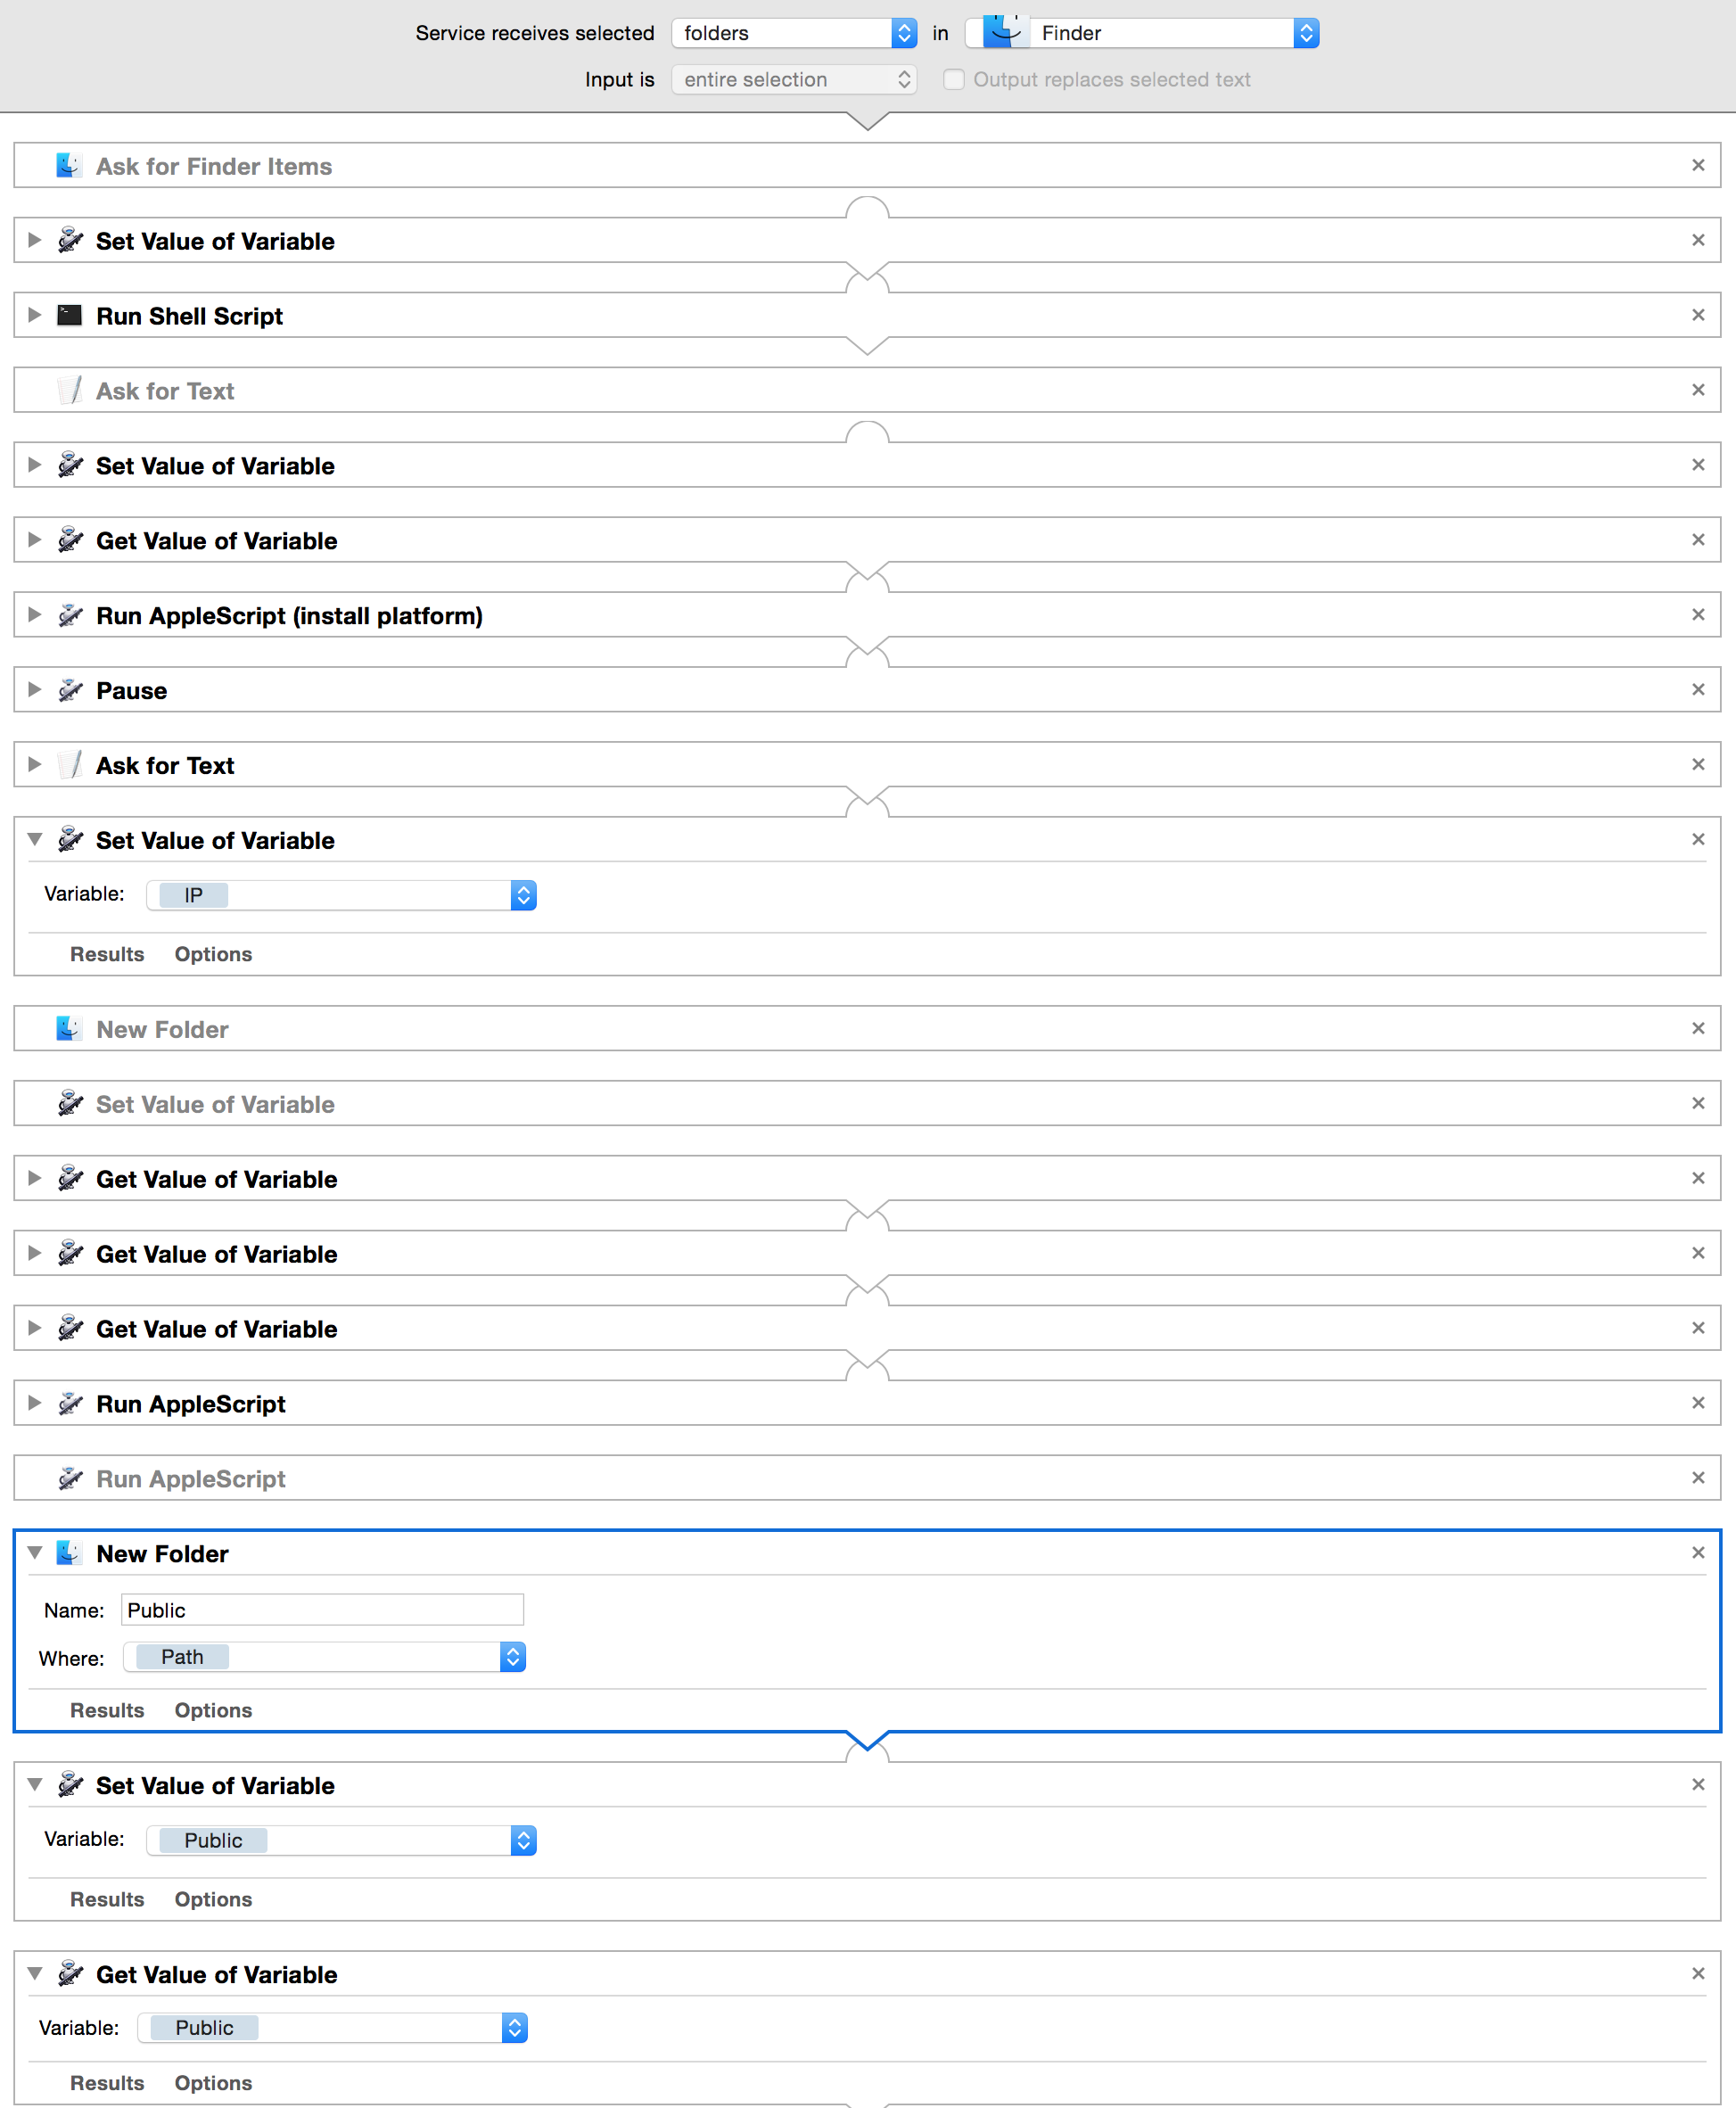 Service receives selected folders in Finder
Input is entire selection Output replaces selected text
Ask for Finder Items
Set Value of Variable
Run Shell Script
Ask for Text
Set Value of Variable
Get Value of Variable
Run AppleScript (install platform)
Pause
Ask for Text
Set Value of Variable
Variable: IP
Results Options
New Folder
Set Value of Variable
Get Value of Variable
Get Value of Variable
Get Value of Variable
Run AppleScript
Run AppleScript
New Folder
Name: Public
Where: Path
Results Options
Set Value of Variable
Variable: Public
Results Options
Get Value of Variable
Variable: Public
Results Options